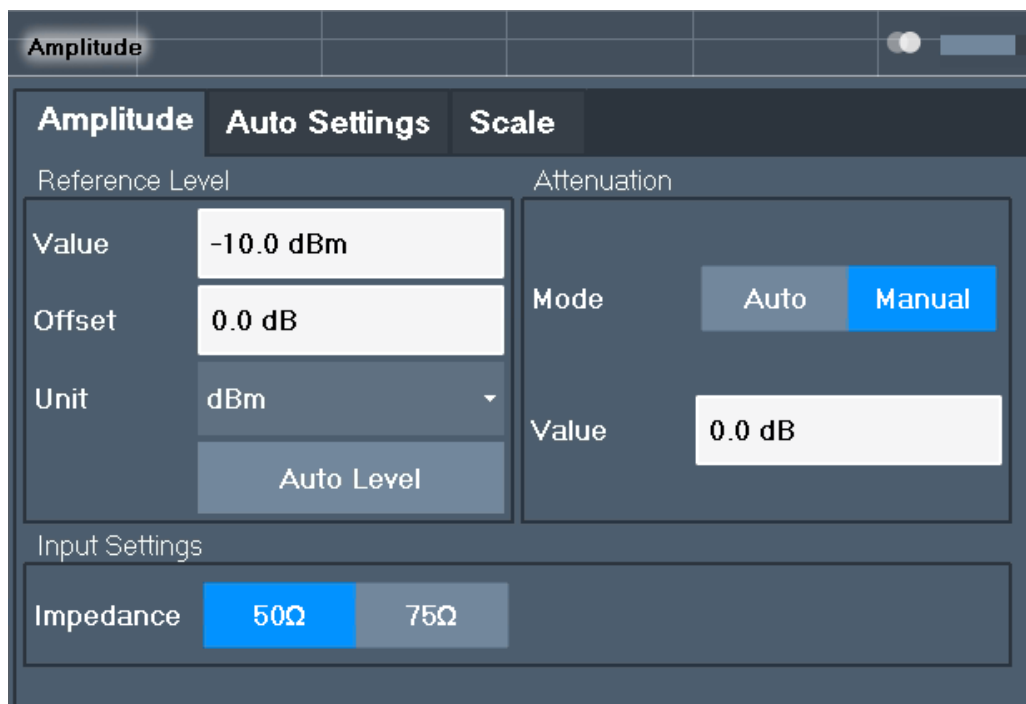 Amplitude
Amplitude Auto Settings Scale
Reference Level
Value -10.0 dBm
Offset 0.0 dB
Unit dBm
Auto Level
Attenuation
Mode Auto Manual
Value 0.0 dB
Input Settings
Impedance 50Ω 75Ω